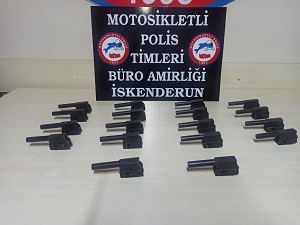 MOTOSİKLETLİ
POLİS
TİMLERİ
BÜRO AMİRLİĞİ
İSKENDERUN